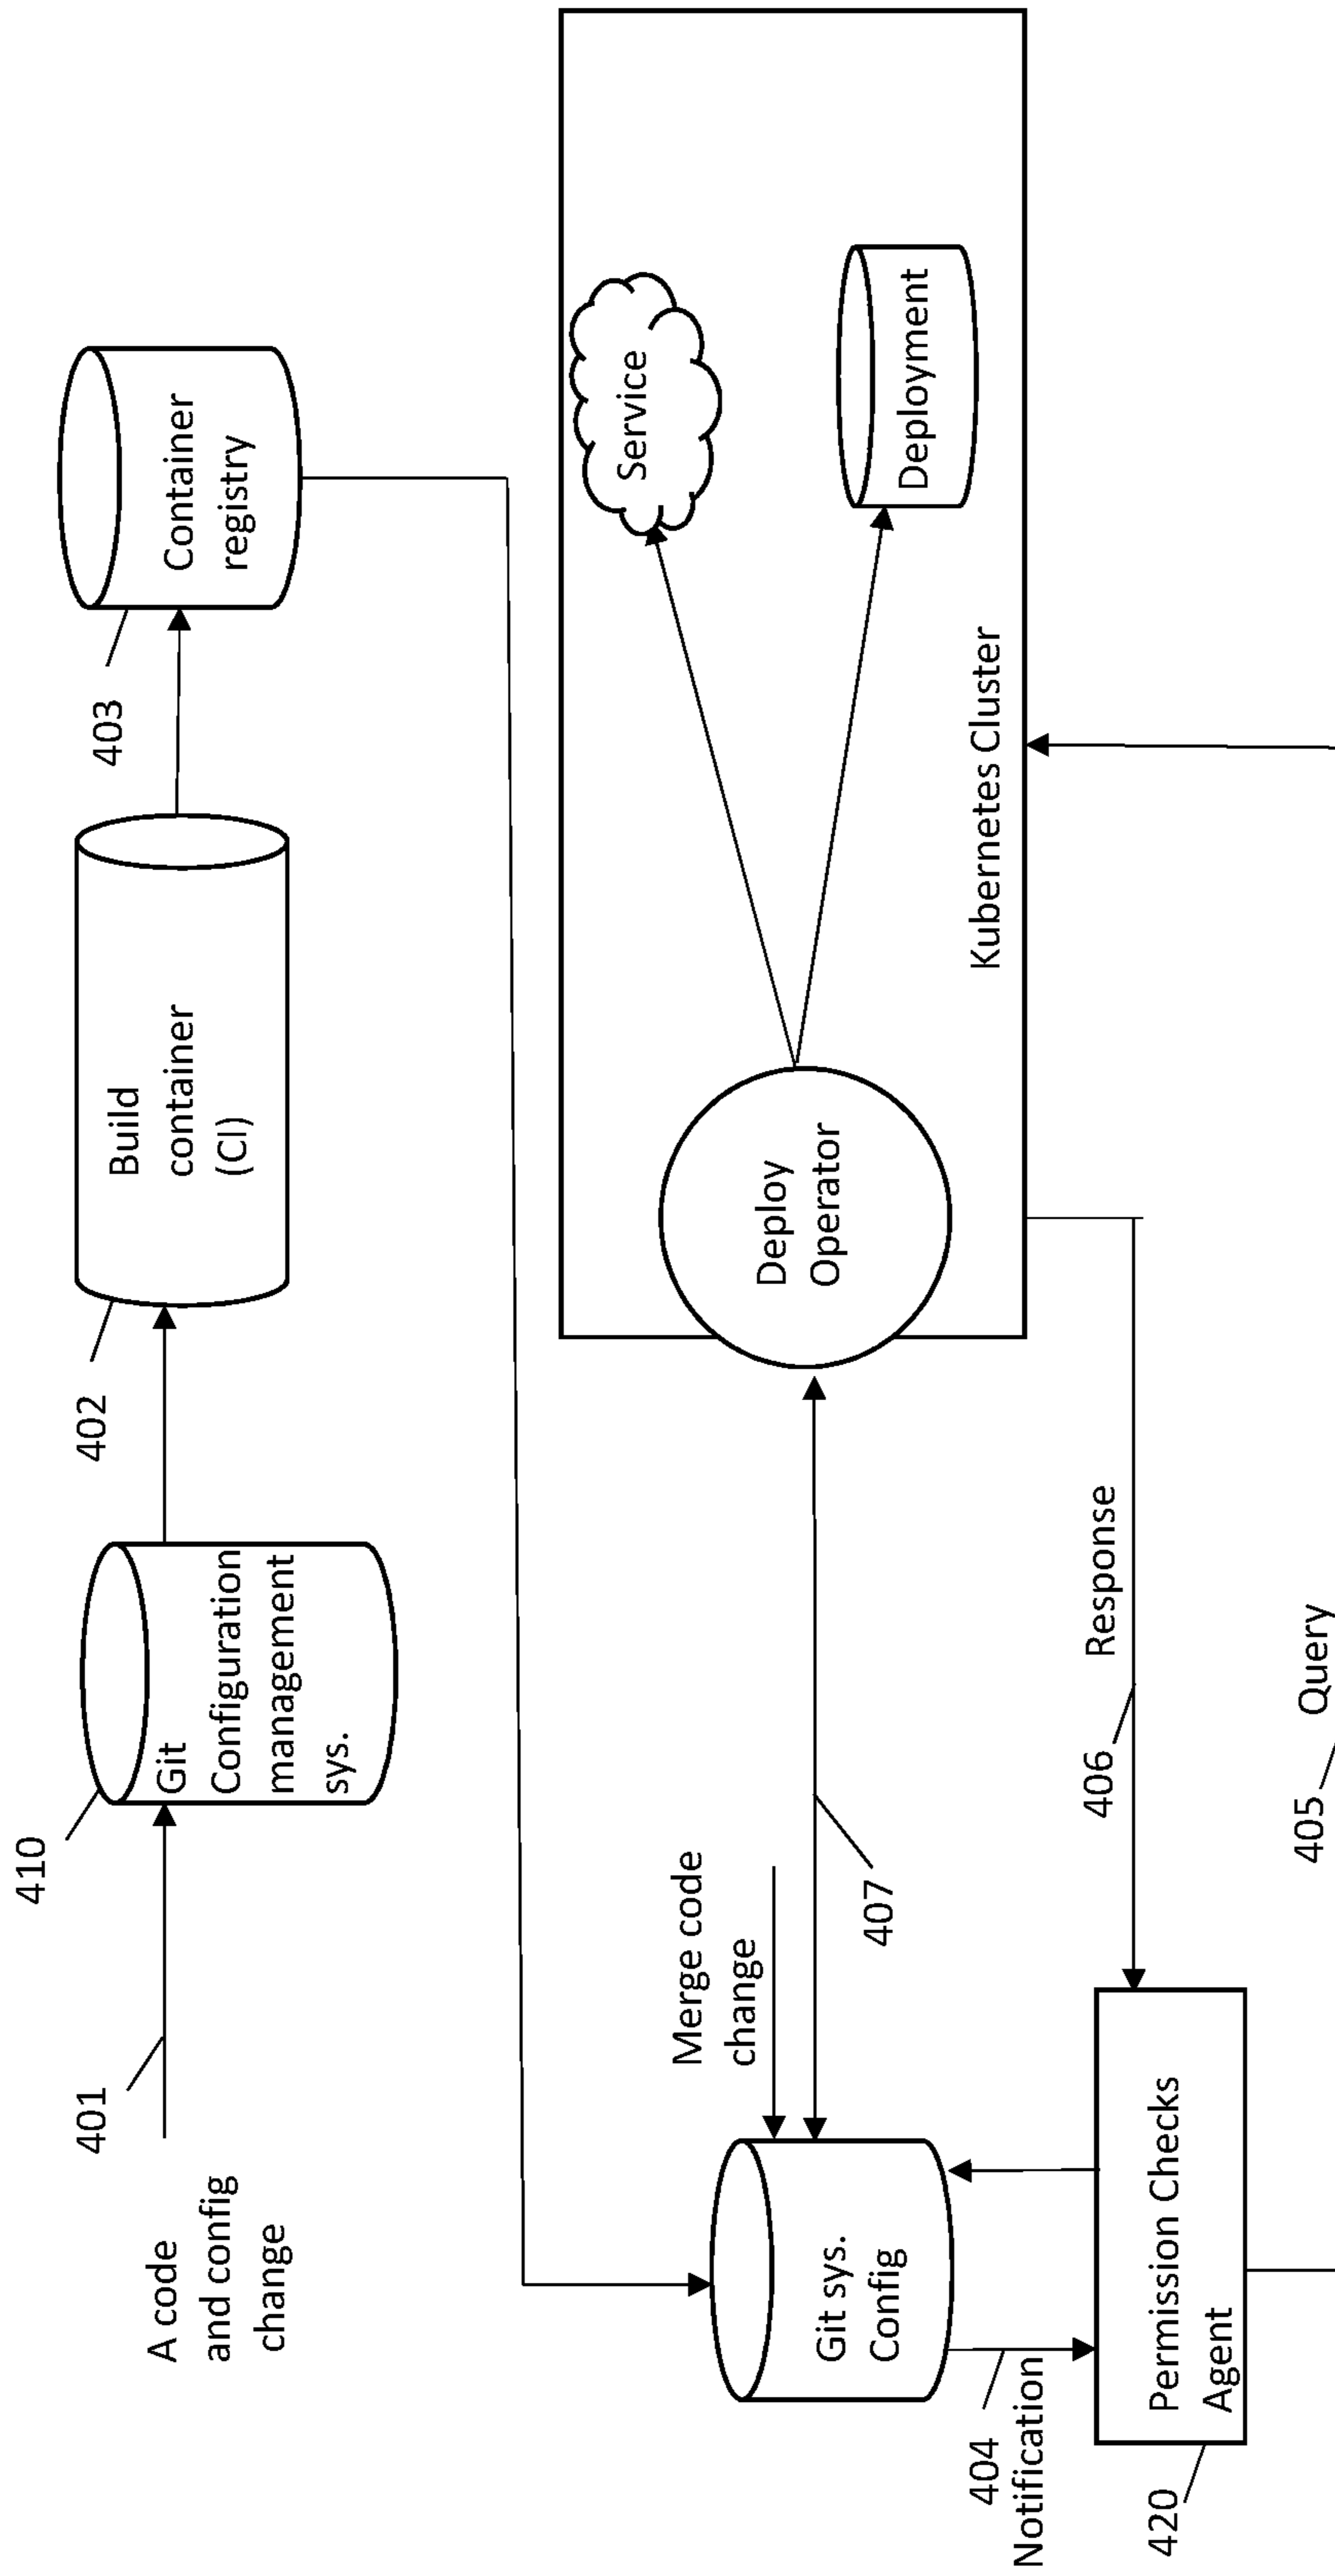 A code
and config
change
401
410
Git
Configuration
management
sys.
402
Build
container
(CI)
403
Container
registry
Git sys.
Config
Merge code
change
407
Deploy
Operator
Service
Deployment
Kubernetes Cluster
404
Notification
420
Permission Checks
Agent
406
Response
405
Query